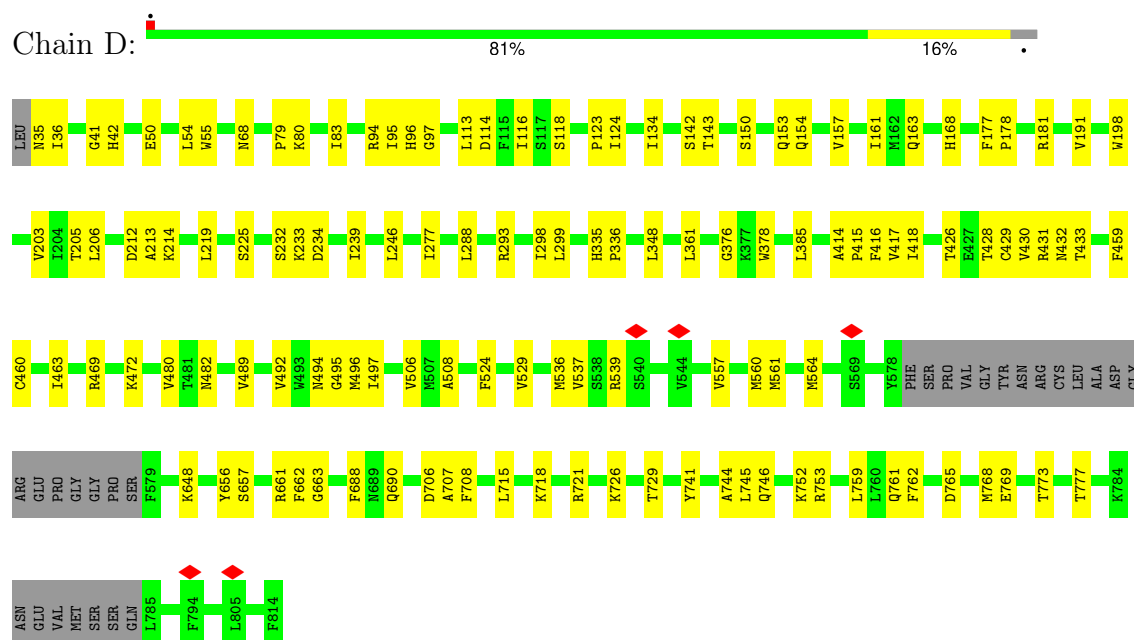 Chain D:
81% 16%
LEU N35 I36 G41 H42 E50 L54 W55 N68 P79 K80 I83 R94 I95 H96 G97 L113 D114 F115 I116 S117 S118 P123 I124 I134 S142 T143 S150 Q153 Q154 V157 I161 M162 Q163 H168 F177 P178 R181 V191 W198
V203 I204 T205 L206 D212 A213 K214 L219 S225 S232 K233 D234 I239 L246 I277 L288 R293 I298 L299 H335 P336 L348 L361 G376 K377 W378 L385 A414 P415 F416 V417 I418 T426 E427 T428 C429 V430 R431 N432 T433 F459
C460 I463 R469 K472 V480 T481 N482 V489 V492 W493 N494 G495 M496 I497 V506 M507 A508 F524 V529 M536 V537 S538 R539 S540 V544 V557 M560 M561 M564 S569 Y578 PHE SER PRO VAL GLY TYR ASN ARG CYS LEU ALA ASP GLY
ARG GLU PRO GLY GLY PRO SER F579 K648 Y656 S657 R661 F662 G663 F688 N689 Q690 D706 A707 F708 L715 K718 R721 K726 T729 Y741 A744 L745 Q746 K752 R753 L759 L760 Q761 F762 D765 M768 E769 T773 T777 K784
ASN GLU VAL MET SER SER GLN L785 F794 L805 F814